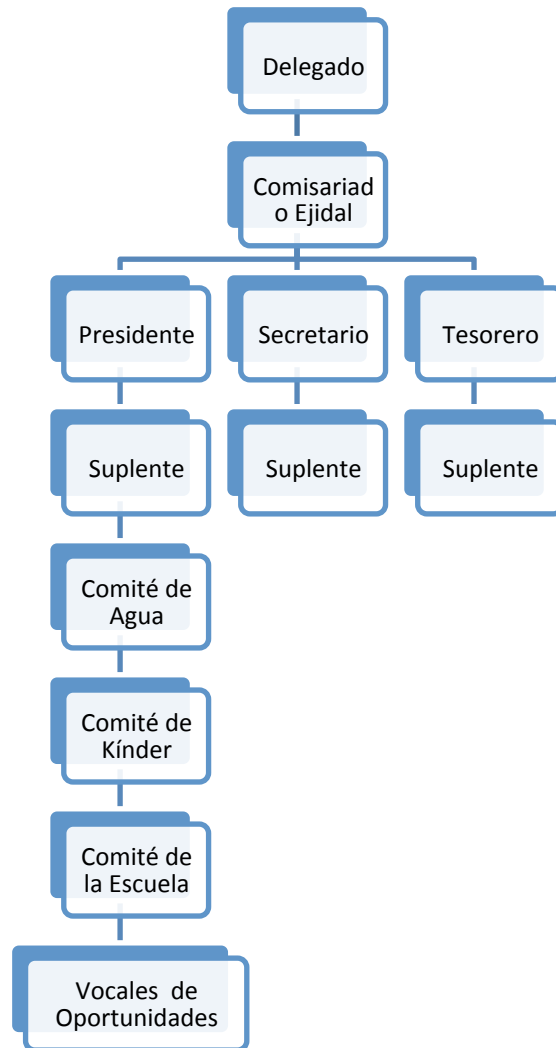 Delegado
Comisariad
o Ejidal
Presidente
Secretario
Tesorero
Suplente
Suplente
Suplente
Comité de
Agua
Comité de
Kínder
Comité de
la Escuela
Vocales de
Oportunidades